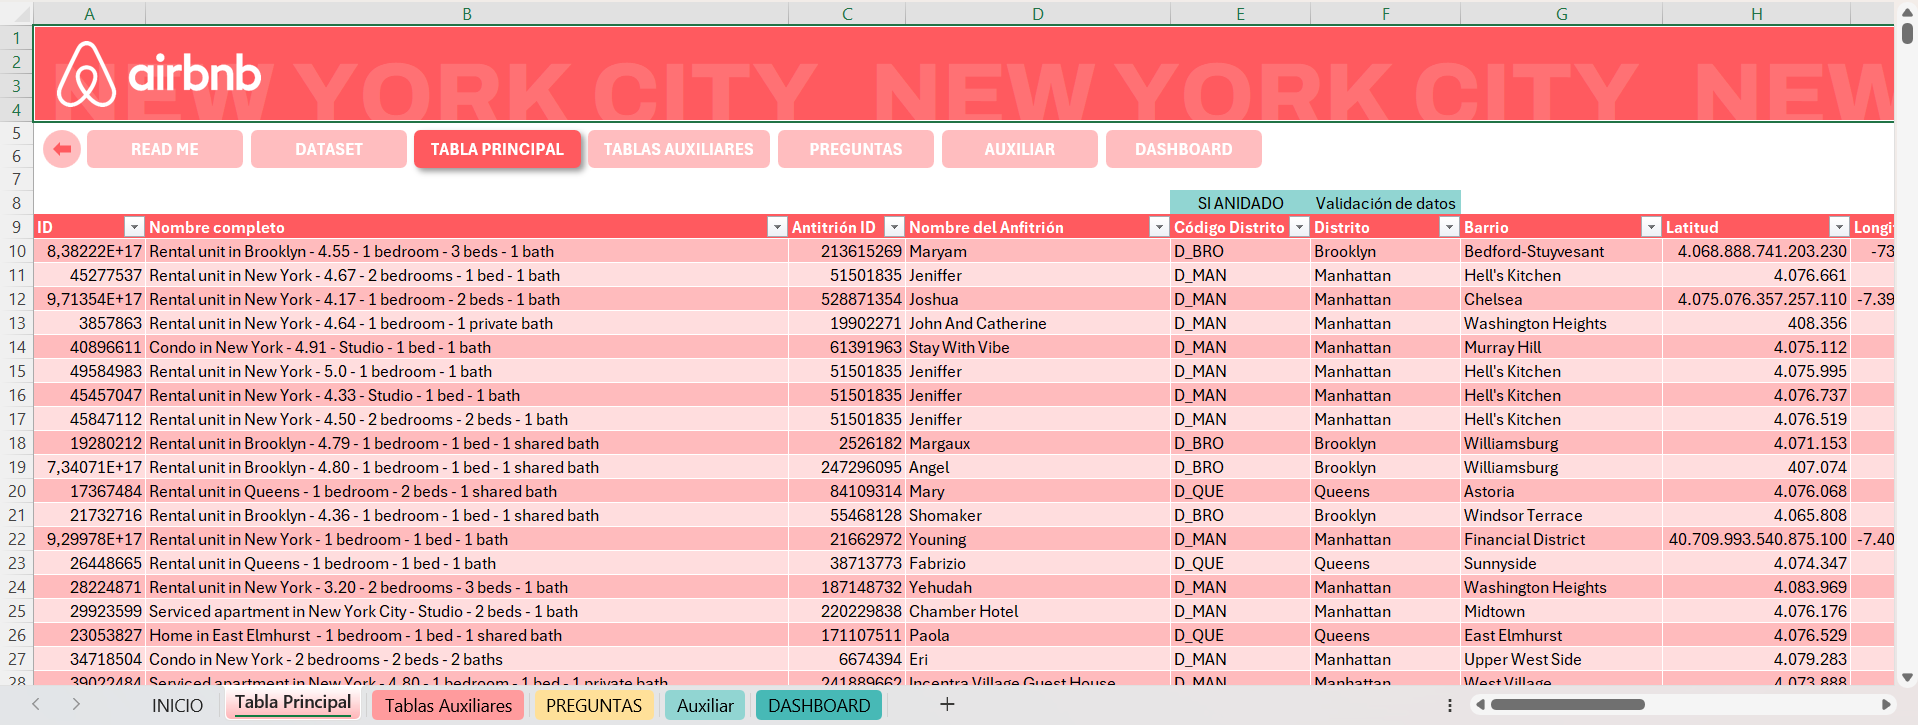 A B C D E F G H
1
2
3
4
airbnb NEW YORK CITY NEW YORK CITY NEW
5
6 READ ME DATASET TABLA PRINCIPAL TABLAS AUXILIARES PREGUNTAS AUXILIAR DASHBOARD
7
8 SI ANIDADO Validación de datos
9 ID Nombre completo Antitrión ID Nombre del Anfitrión Código Distrito Distrito Barrio Latitud Longi
10 8,38222E+17 Rental unit in Brooklyn - 4.55 - 1 bedroom - 3 beds - 1 bath 213615269 Maryam D_BRO Brooklyn Bedford-Stuyvesant 4.068.888.741.203.230 -73
11 45277537 Rental unit in New York - 4.67 - 2 bedrooms - 1 bed - 1 bath 51501835 Jeniffer D_MAN Manhattan Hell's Kitchen 4.076.661
12 9,71354E+17 Rental unit in New York - 4.17 - 1 bedroom - 2 beds - 1 bath 528871354 Joshua D_MAN Manhattan Chelsea 4.075.076.357.257.110 -7.39
13 3857863 Rental unit in New York - 4.64 - 1 bedroom - 1 private bath 19902271 John And Catherine D_MAN Manhattan Washington Heights 408.356
14 40896611 Condo in New York - 4.91 - Studio - 1 bed - 1 bath 61391963 Stay With Vibe D_MAN Manhattan Murray Hill 4.075.112
15 49584983 Rental unit in New York - 5.0 - 1 bedroom - 1 bath 51501835 Jeniffer D_MAN Manhattan Hell's Kitchen 4.075.995
16 45457047 Rental unit in New York - 4.33 - Studio - 1 bed - 1 bath 51501835 Jeniffer D_MAN Manhattan Hell's Kitchen 4.076.737
17 45847112 Rental unit in New York - 4.50 - 2 bedrooms - 2 beds - 1 bath 51501835 Jeniffer D_MAN Manhattan Hell's Kitchen 4.076.519
18 19280212 Rental unit in Brooklyn - 4.79 - 1 bedroom - 1 bed - 1 shared bath 2526182 Margaux D_BRO Brooklyn Williamsburg 4.071.153
19 7,34071E+17 Rental unit in Brooklyn - 4.80 - 1 bedroom - 1 bed - 1 shared bath 247296095 Angel D_BRO Brooklyn Williamsburg 407.074
20 17367484 Rental unit in Queens - 1 bedroom - 2 beds - 1 shared bath 84109314 Mary D_QUE Queens Astoria 4.076.068
21 21732716 Rental unit in Brooklyn - 4.36 - 1 bedroom - 1 bed - 1 shared bath 55468128 Shomaker D_BRO Brooklyn Windsor Terrace 4.065.808
22 9,29978E+17 Rental unit in New York - 1 bedroom - 1 bed - 1 bath 21662972 Youning D_MAN Manhattan Financial District 40.709.993.540.875.100 -7.40
23 26448665 Rental unit in Queens - 1 bedroom - 1 bed - 1 bath 38713773 Fabrizio D_QUE Queens Sunnyside 4.074.347
24 28224871 Rental unit in New York - 3.20 - 2 bedrooms - 3 beds - 1 bath 187148732 Yehudah D_MAN Manhattan Washington Heights 4.083.969
25 29923599 Serviced apartment in New York City - Studio - 2 beds - 1 bath 220229838 Chamber Hotel D_MAN Manhattan Midtown 4.076.176
26 23053827 Home in East Elmhurst - 1 bedroom - 1 bed - 1 shared bath 171107511 Paola D_QUE Queens East Elmhurst 4.076.529
27 34718504 Condo in New York - 2 bedrooms - 2 beds - 2 baths 6674394 Eri D_MAN Manhattan Upper West Side 4.079.283
28 39022484 Serviced apartment in New York - 4.80 - 1 bedroom - 1 bed - 1 private bath 241889662 Incentra Village Guest House D_MAN Manhattan West Village 4.073.888
INICIO Tabla Principal Tablas Auxiliares PREGUNTAS Auxiliar DASHBOARD